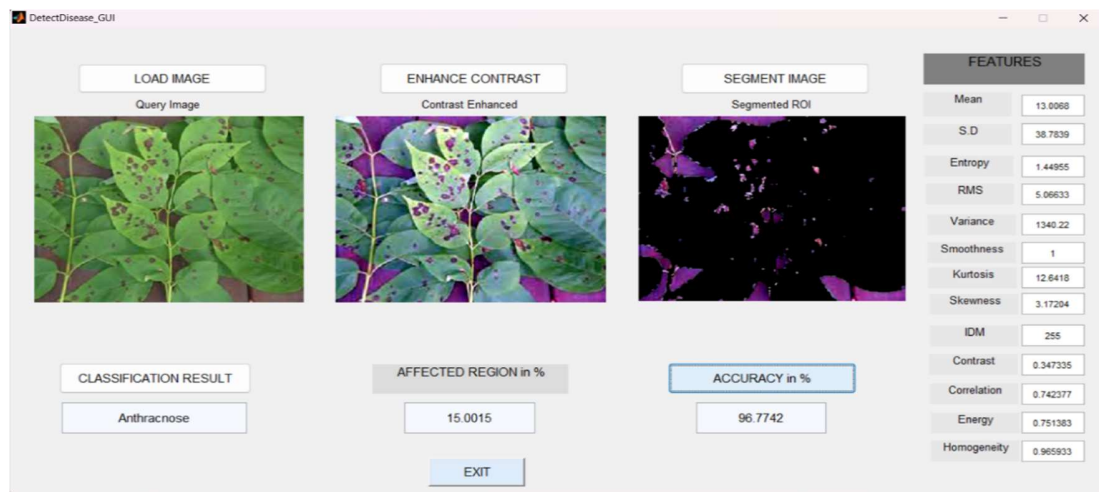 DetectDisease_GUI
LOAD IMAGE
Query Image
ENHANCE CONTRAST
Contrast Enhanced
SEGMENT IMAGE
Segmented ROI
CLASSIFICATION RESULT
Anthracnose
AFFECTED REGION in %
15.0015
ACCURACY in %
96.7742
EXIT
FEATURES
Mean 13.0068
S.D 38.7839
Entropy 1.44955
RMS 5.06633
Variance 1340.22
Smoothness 1
Kurtosis 12.6418
Skewness 3.17204
IDM 255
Contrast 0.347335
Correlation 0.742377
Energy 0.751383
Homogeneity 0.965933